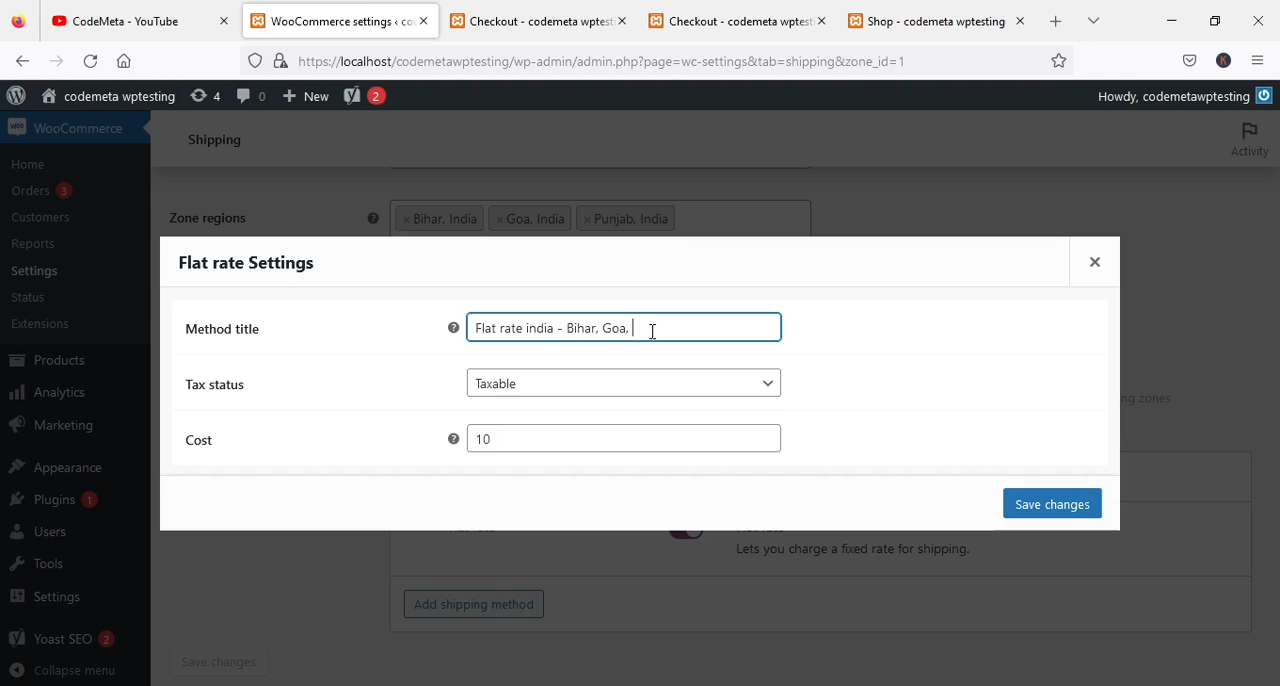 CodeMeta - YouTube
WooCommerce settings ‹ co
Checkout - codemeta wptesti
Checkout - codemeta wptesti
Shop - codemeta wptesting
https://localhost/codemetawptesting/wp-admin/admin.php?page=wc-settings&tab=shipping&zone_id=1
codemeta wptesting 4 0 New 2
Howdy, codemetawptesting
WooCommerce
Home
Orders 3
Customers
Reports
Settings
Status
Extensions
Products
Analytics
Marketing
Appearance
Plugins 1
Users
Tools
Settings
Yoast SEO 2
Collapse menu
Shipping
Activity
Zone regions
× Bihar, India × Goa, India × Punjab, India
Flat rate Settings
Method title
Flat rate india - Bihar, Goa,
Tax status
Taxable
Cost
10
Save changes
ng zones
Lets you charge a fixed rate for shipping.
Add shipping method
Save changes